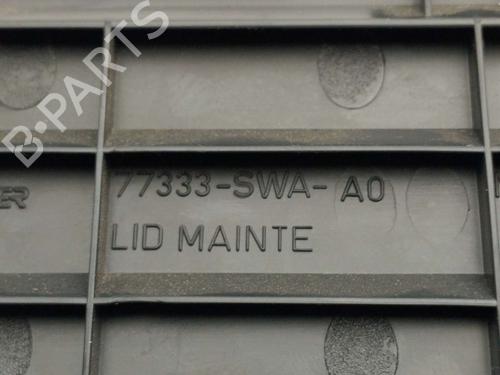 B-PARTS
77333-SWA- A0
LID MAINTE